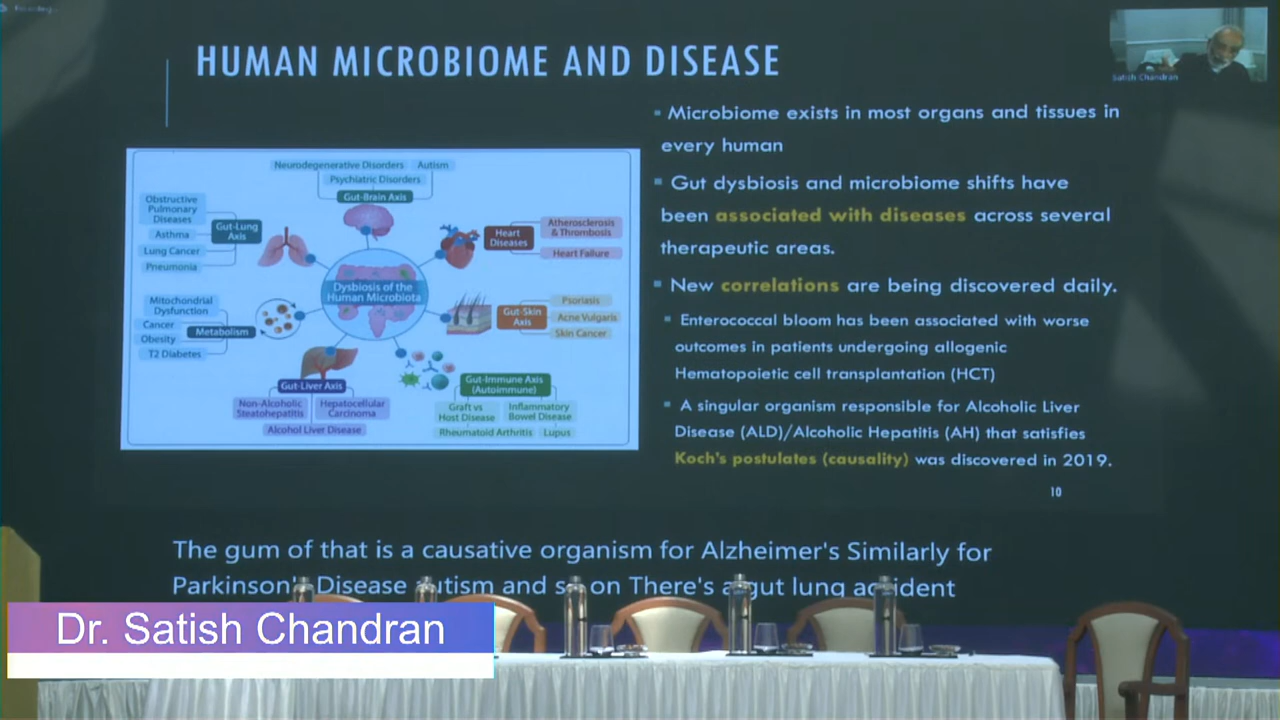 Recording...
HUMAN MICROBIOME AND DISEASE
Satish Chandran
Neurodegenerative Disorders
Autism
Psychiatric Disorders
Gut-Brain Axis
Obstructive
Pulmonary
Diseases
Asthma
Lung Cancer
Pneumonia
Gut-Lung
Axis
Heart
Diseases
Atherosclerosis
& Thrombosis
Heart Failure
Dysbiosis of the
Human Microbiota
Mitochondrial
Dysfunction
Cancer
Obesity
T2 Diabetes
Metabolism
Gut-Skin
Axis
Psoriasis
Acne Vulgaris
Skin Cancer
Gut-Liver Axis
Non-Alcoholic
Steatohepatitis
Hepatocellular
Carcinoma
Alcohol Liver Disease
Gut-Immune Axis
(Autoimmune)
Graft vs
Host Disease
Inflammatory
Bowel Disease
Rheumatoid Arthritis
Lupus
▪ Microbiome exists in most organs and tissues in
every human
▪ Gut dysbiosis and microbiome shifts have
been associated with diseases across several
therapeutic areas.
▪ New correlations are being discovered daily.
▪ Enterococcal bloom has been associated with worse
outcomes in patients undergoing allogenic
Hematopoietic cell transplantation (HCT)
▪ A singular organism responsible for Alcoholic Liver
Disease (ALD)/Alcoholic Hepatitis (AH) that satisfies
Koch's postulates (causality) was discovered in 2019.
10
The gum of that is a causative organism for Alzheimer's Similarly for
Parkinson's Disease autism and so on There's a gut lung accident
Dr. Satish Chandran